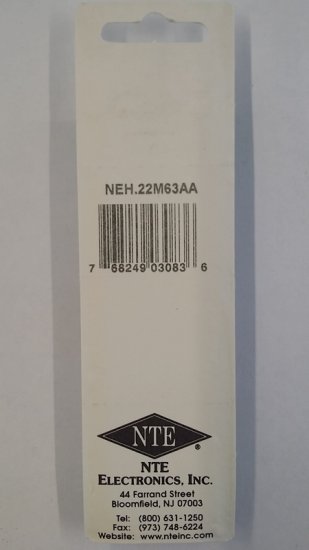 NEH.22M63AA
7 68249 03083 6
NTE
®
NTE
ELECTRONICS, INC.
44 Farrand Street
Bloomfield, NJ 07003
Tel: (800) 631-1250
Fax: (973) 748-6224
Website: www.nteinc.com